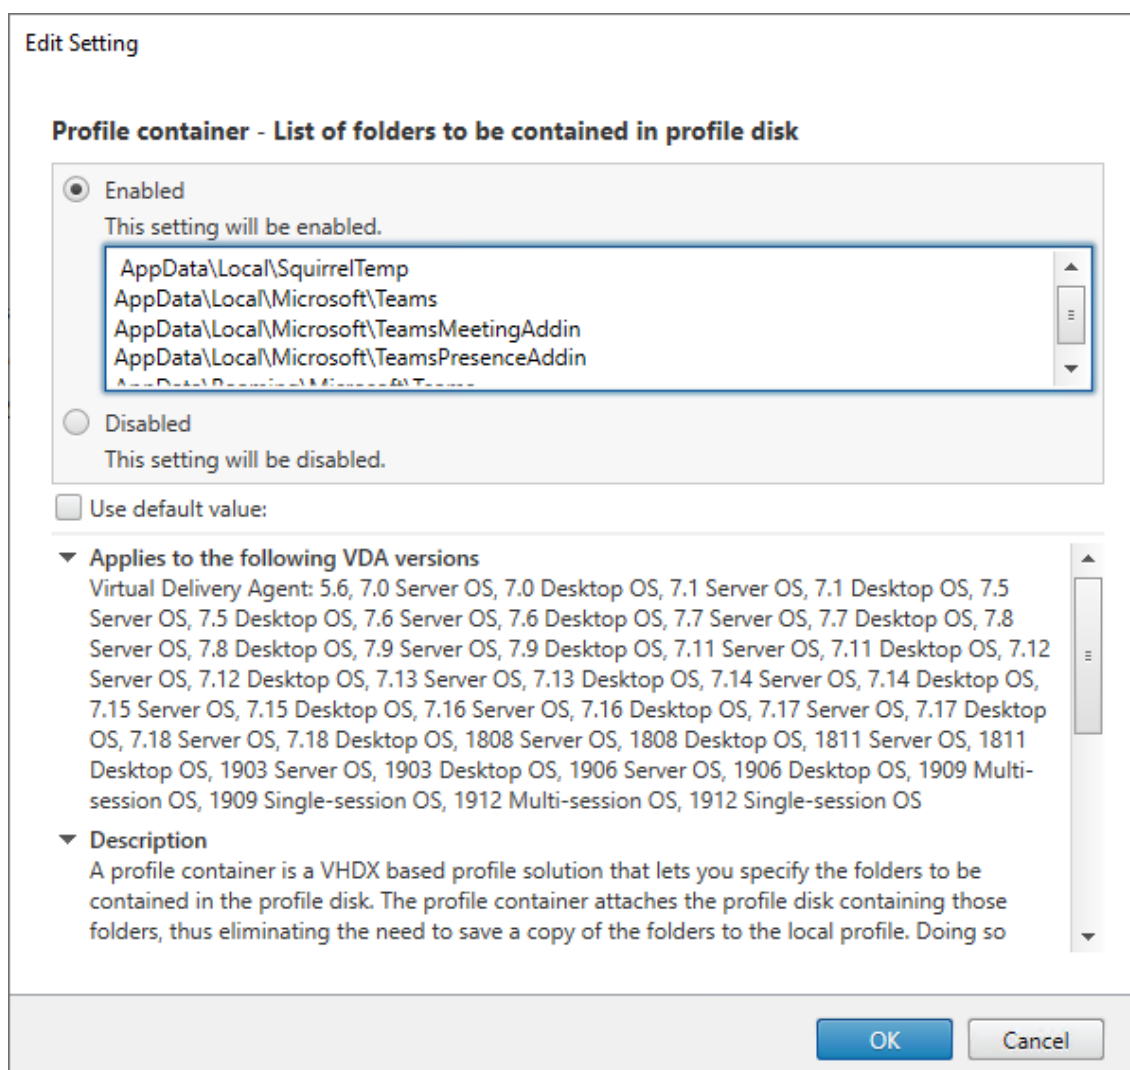 Edit Setting
Profile container - List of folders to be contained in profile disk
Enabled
This setting will be enabled.
AppData\Local\SquirrelTemp
AppData\Local\Microsoft\Teams
AppData\Local\Microsoft\TeamsMeetingAddin
AppData\Local\Microsoft\TeamsPresenceAddin
AppData\Roaming\Microsoft\Teams
Disabled
This setting will be disabled.
Use default value:
Applies to the following VDA versions
Virtual Delivery Agent: 5.6, 7.0 Server OS, 7.0 Desktop OS, 7.1 Server OS, 7.1 Desktop OS, 7.5
Server OS, 7.5 Desktop OS, 7.6 Server OS, 7.6 Desktop OS, 7.7 Server OS, 7.7 Desktop OS, 7.8
Server OS, 7.8 Desktop OS, 7.9 Server OS, 7.9 Desktop OS, 7.11 Server OS, 7.11 Desktop OS, 7.12
Server OS, 7.12 Desktop OS, 7.13 Server OS, 7.13 Desktop OS, 7.14 Server OS, 7.14 Desktop OS,
7.15 Server OS, 7.15 Desktop OS, 7.16 Server OS, 7.16 Desktop OS, 7.17 Server OS, 7.17 Desktop
OS, 7.18 Server OS, 7.18 Desktop OS, 1808 Server OS, 1808 Desktop OS, 1811 Server OS, 1811
Desktop OS, 1903 Server OS, 1903 Desktop OS, 1906 Server OS, 1906 Desktop OS, 1909 Multi-
session OS, 1909 Single-session OS, 1912 Multi-session OS, 1912 Single-session OS
Description
A profile container is a VHDX based profile solution that lets you specify the folders to be
contained in the profile disk. The profile container attaches the profile disk containing those
folders, thus eliminating the need to save a copy of the folders to the local profile. Doing so
OK
Cancel